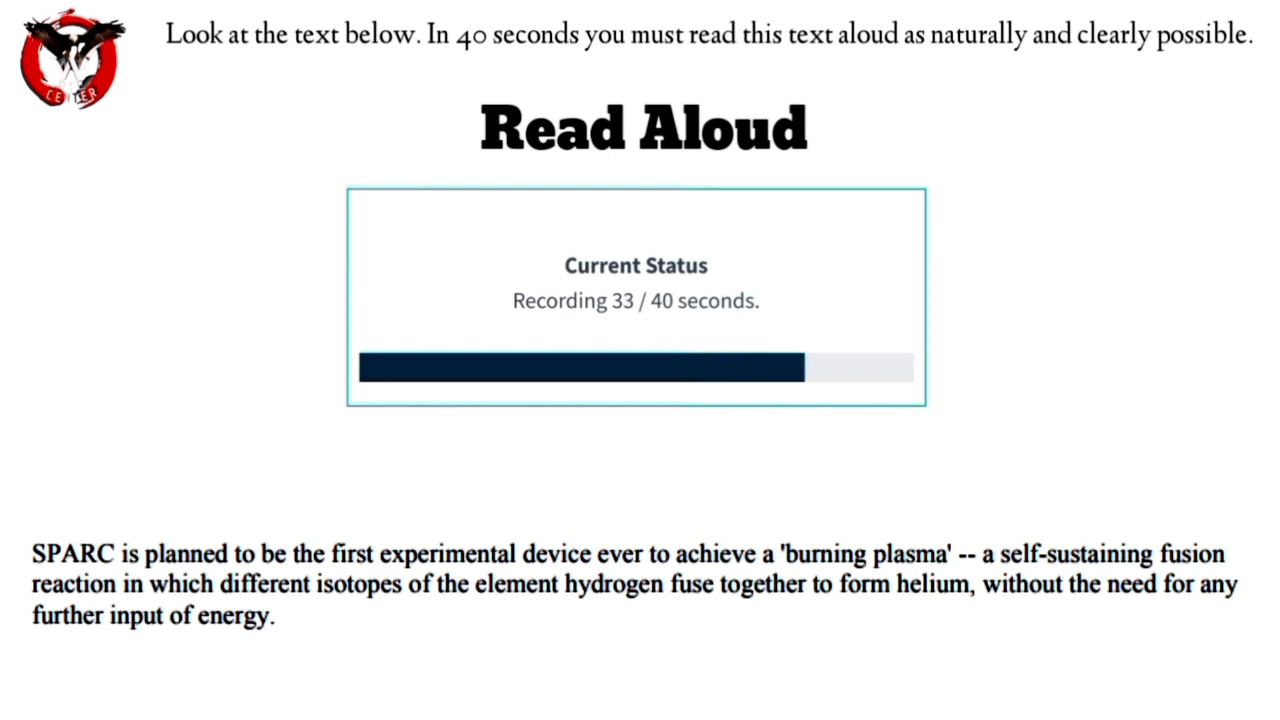 Look at the text below. In 40 seconds you must read this text aloud as naturally and clearly possible.
CENTER
Read Aloud
Current Status
Recording 33 / 40 seconds.
SPARC is planned to be the first experimental device ever to achieve a 'burning plasma' -- a self-sustaining fusion
reaction in which different isotopes of the element hydrogen fuse together to form helium, without the need for any
further input of energy.